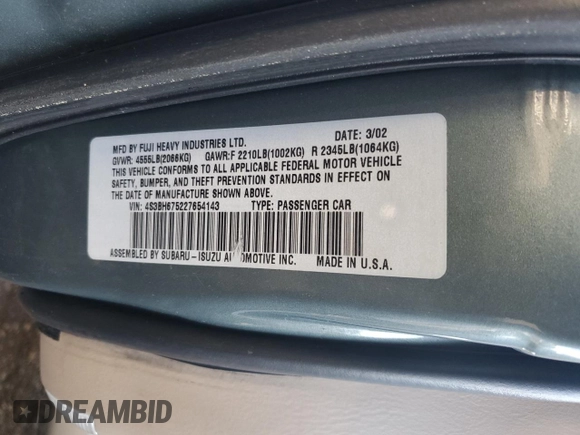 MFD BY FUJI HEAVY INDUSTRIES LTD. DATE: 3/02
GVWR: 4555LB(2066KG) GAWR:F 2210LB(1002KG) R 2345LB(1064KG)
THIS VEHICLE CONFORMS TO ALL APPLICABLE FEDERAL MOTOR VEHICLE
SAFETY, BUMPER, AND THEFT PREVENTION STANDARDS IN EFFECT ON
THE DATE OF MANUFACTURE SHOWN ABOVE.
VIN: 4S3BH675227654143 TYPE: PASSENGER CAR
ASSEMBLED BY SUBARU-ISUZU AU OMOTIVE INC. MADE IN U.S.A.
DREAMBID